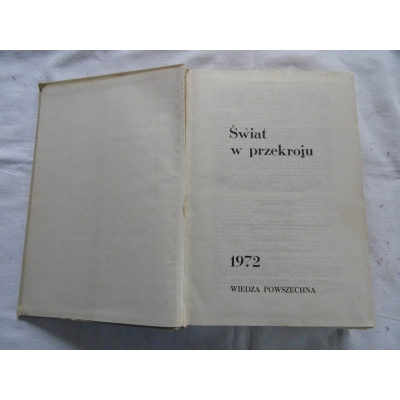 Świat
w przekroju
1972
WIEDZA POWSZECHNA